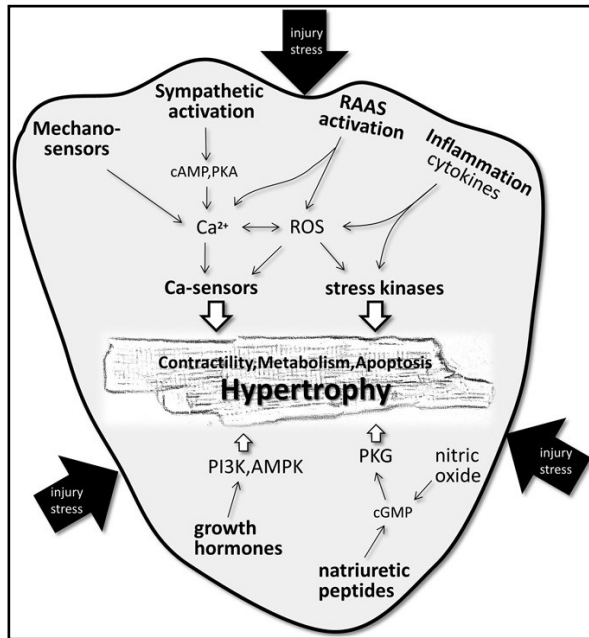 injury
stress
Sympathetic
activation
RAAS
activation
Mechano-
sensors
Inflammation
cytokines
cAMP,PKA
Ca²⁺
ROS
Ca-sensors
stress kinases
Contractility,Metabolism,Apoptosis
Hypertrophy
PI3K,AMPK
PKG
nitric
oxide
injury
stress
injury
stress
cGMP
growth
hormones
natriuretic
peptides